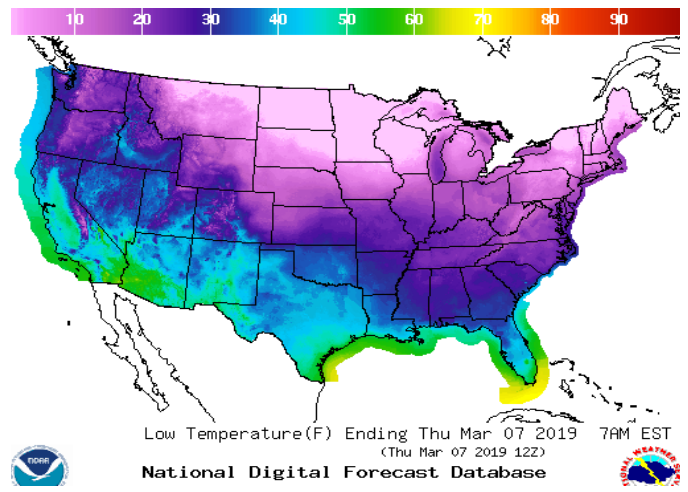 10 20 30 40 50 60 70 80 90
Low Temperature(F) Ending Thu Mar 07 2019 7AM EST
(Thu Mar 07 2019 12Z)
National Digital Forecast Database
NOAA